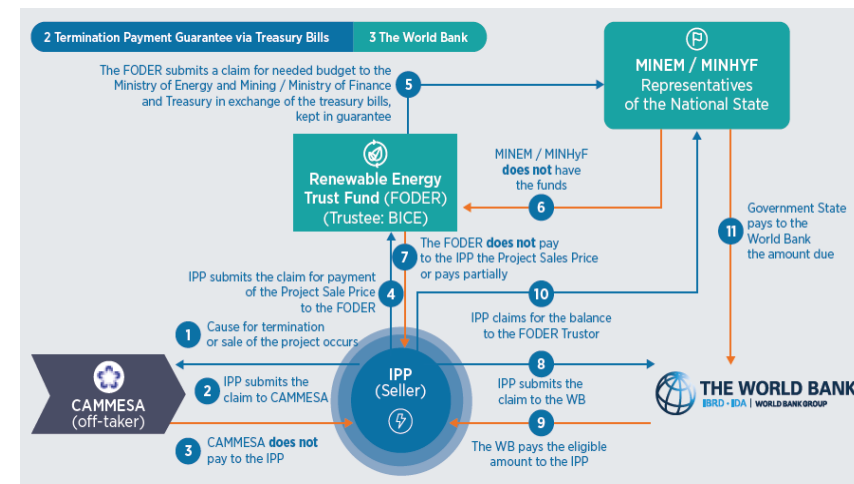 2 Termination Payment Guarantee via Treasury Bills
3 The World Bank
The FODER submits a claim for needed budget to the
Ministry of Energy and Mining / Ministry of Finance
and Treasury in exchange of the treasury bills,
kept in guarantee
5
MINEM / MINHYF
Representatives
of the National State
Renewable Energy
Trust Fund (FODER)
(Trustee: BICE)
MINEM / MINHyF
does not have
the funds
6
11
Government State
pays to the
World Bank
the amount due
7
The FODER does not pay
to the IPP the Project Sales Price
or pays partially
IPP submits the claim for payment
of the Project Sale Price
to the FODER
4
10
IPP claims for the balance
to the FODER Trustor
1
Cause for termination
or sale of the project occurs
CAMMESA
(off-taker)
2
IPP submits the
claim to CAMMESA
3
CAMMESA does not
pay to the IPP
IPP
(Seller)
8
IPP submits the
claim to the WB
9
The WB pays the eligible
amount to the IPP
THE WORLD BANK
IBRD • IDA | WORLD BANK GROUP